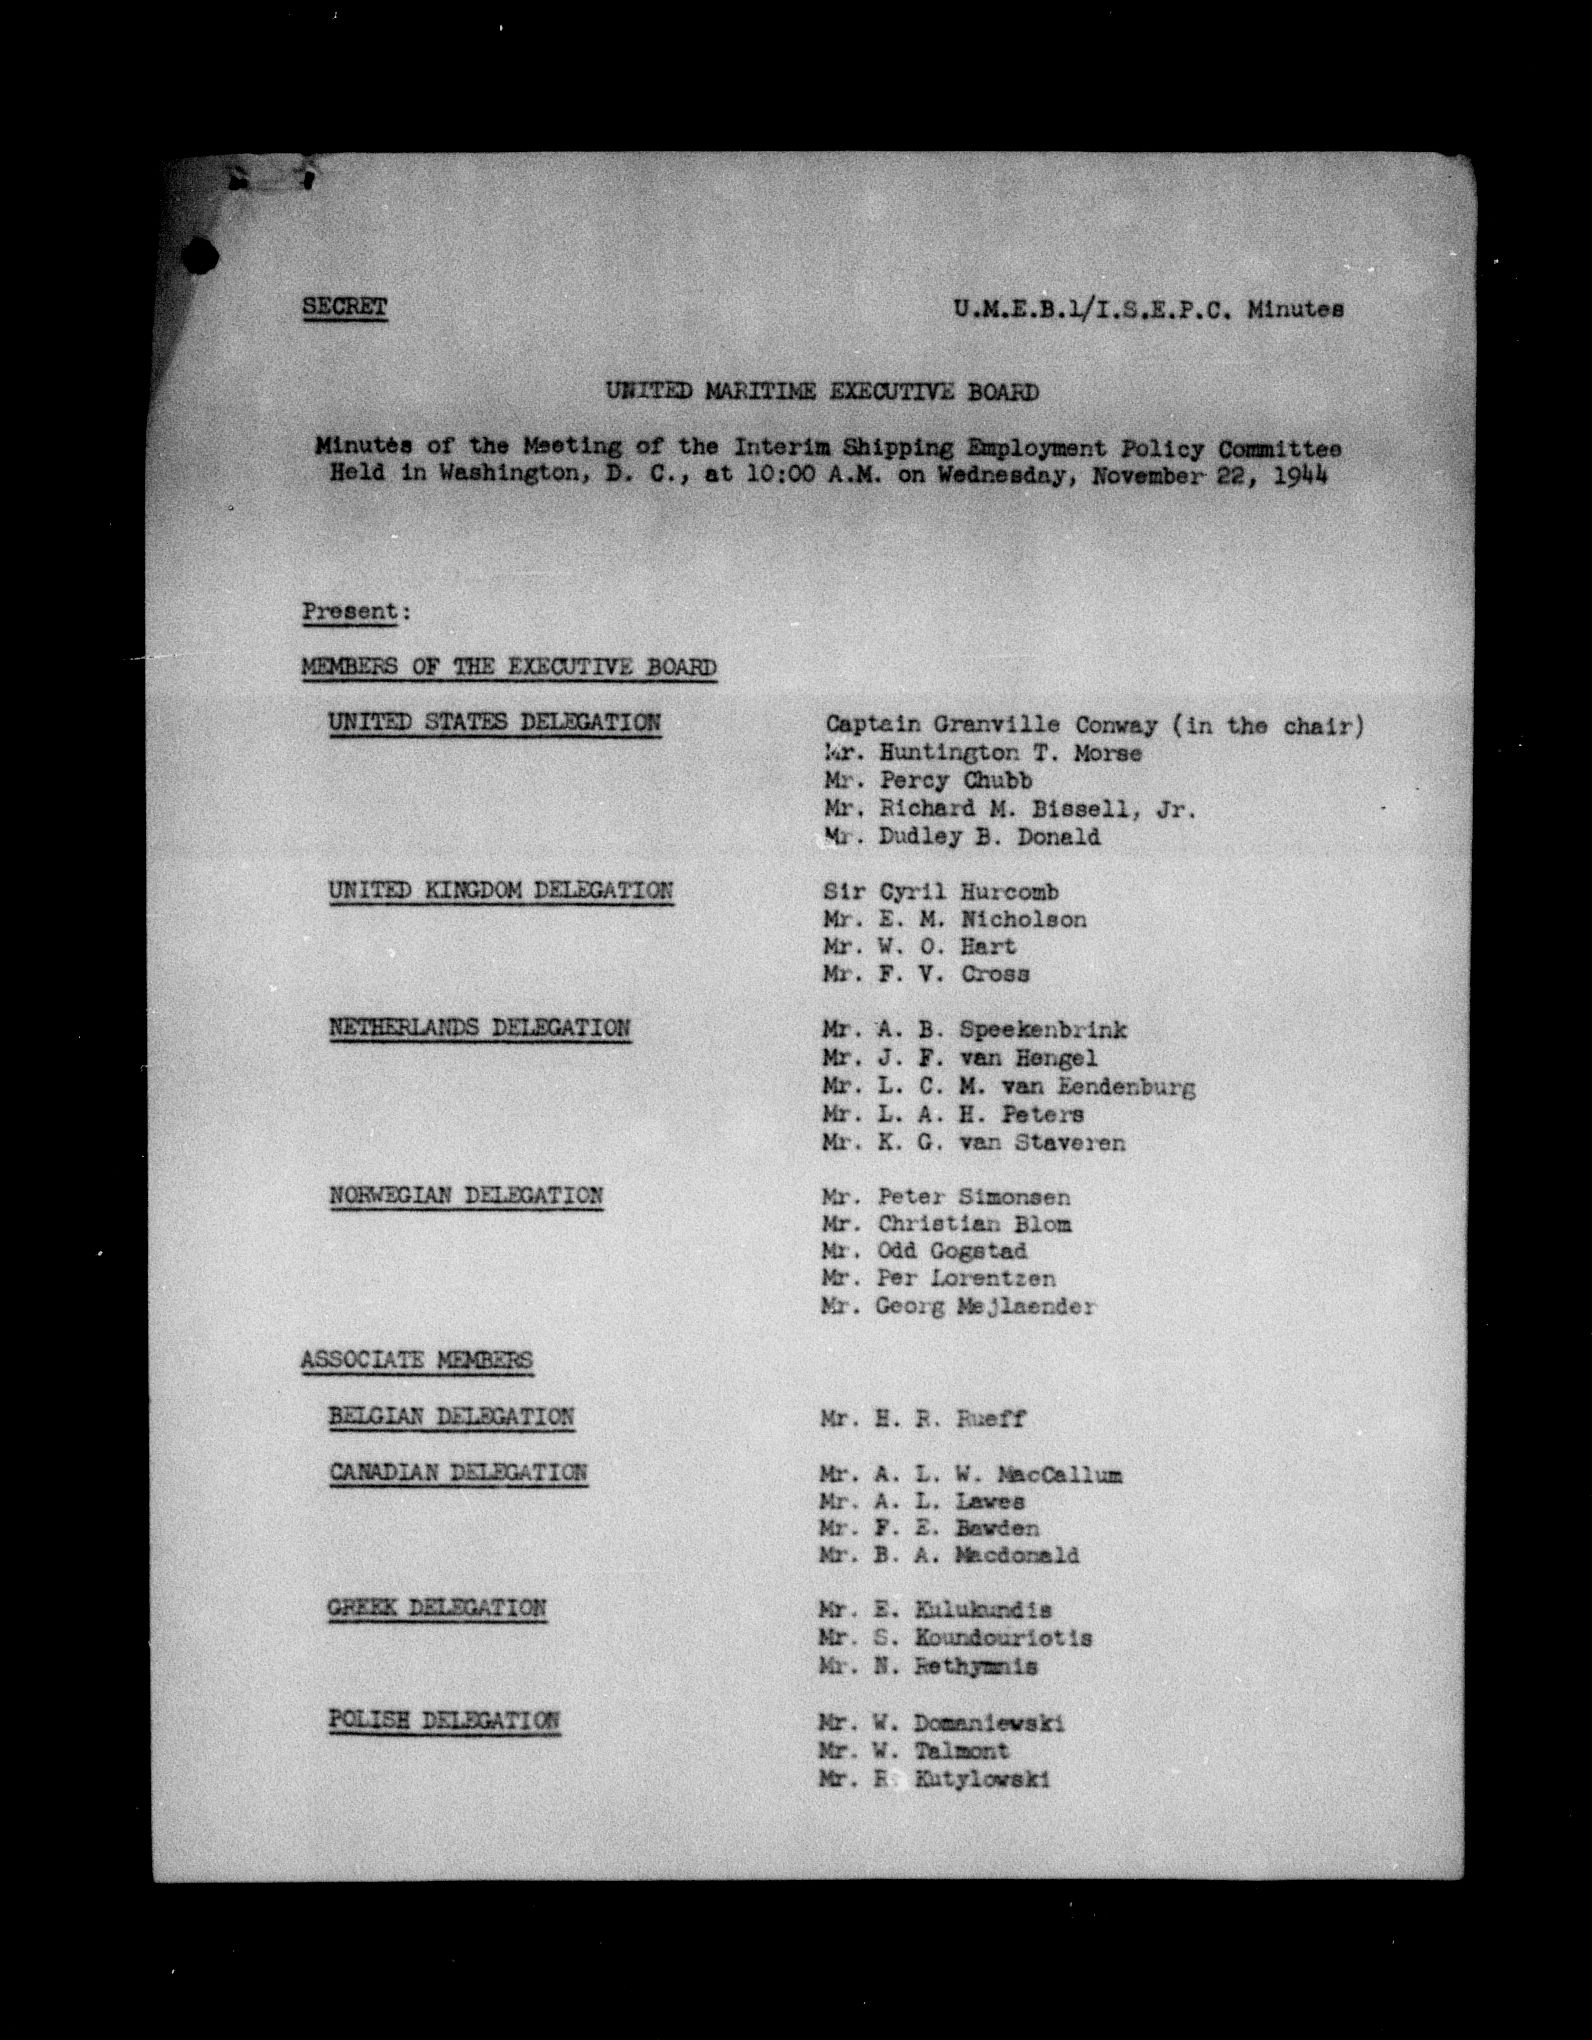 SECRET
U.M.E.B.1/I.S.E.P.C. Minutes
UNITED MARITIME EXECUTIVE BOARD
Minutes of the Meeting of the Interim Shipping Employment Policy Committee
Held in Washington, D. C., at 10:00 A.M. on Wednesday, November 22, 1944
Present:
MEMBERS OF THE EXECUTIVE BOARD
UNITED STATES DELEGATION
Captain Granville Conway (in the chair)
Mr. Huntington T. Morse
Mr. Percy Chubb
Mr. Richard M. Bissell, Jr.
Mr. Dudley B. Donald
UNITED KINGDOM DELEGATION
Sir Cyril Hurcomb
Mr. E. M. Nicholson
Mr. W. O. Hart
Mr. F. V. Cross
NETHERLANDS DELEGATION
Mr. A. B. Speekenbrink
Mr. J. F. van Hengel
Mr. L. C. M. van Eendenburg
Mr. L. A. H. Peters
Mr. K. G. van Staveren
NORWEGIAN DELEGATION
Mr. Peter Simonsen
Mr. Christian Blom
Mr. Odd Gogstad
Mr. Per Lorentzen
Mr. Georg Mejlaender
ASSOCIATE MEMBERS
BELGIAN DELEGATION
Mr. H. R. Rueff
CANADIAN DELEGATION
Mr. A. L. W. MacCallum
Mr. A. L. Lawes
Mr. F. E. Bawden
Mr. B. A. Macdonald
GREEK DELEGATION
Mr. E. Kulukundis
Mr. S. Koundouriotis
Mr. N. Rethymnis
POLISH DELEGATION
Mr. W. Domaniewski
Mr. W. Talmont
Mr. R. Kutylowski